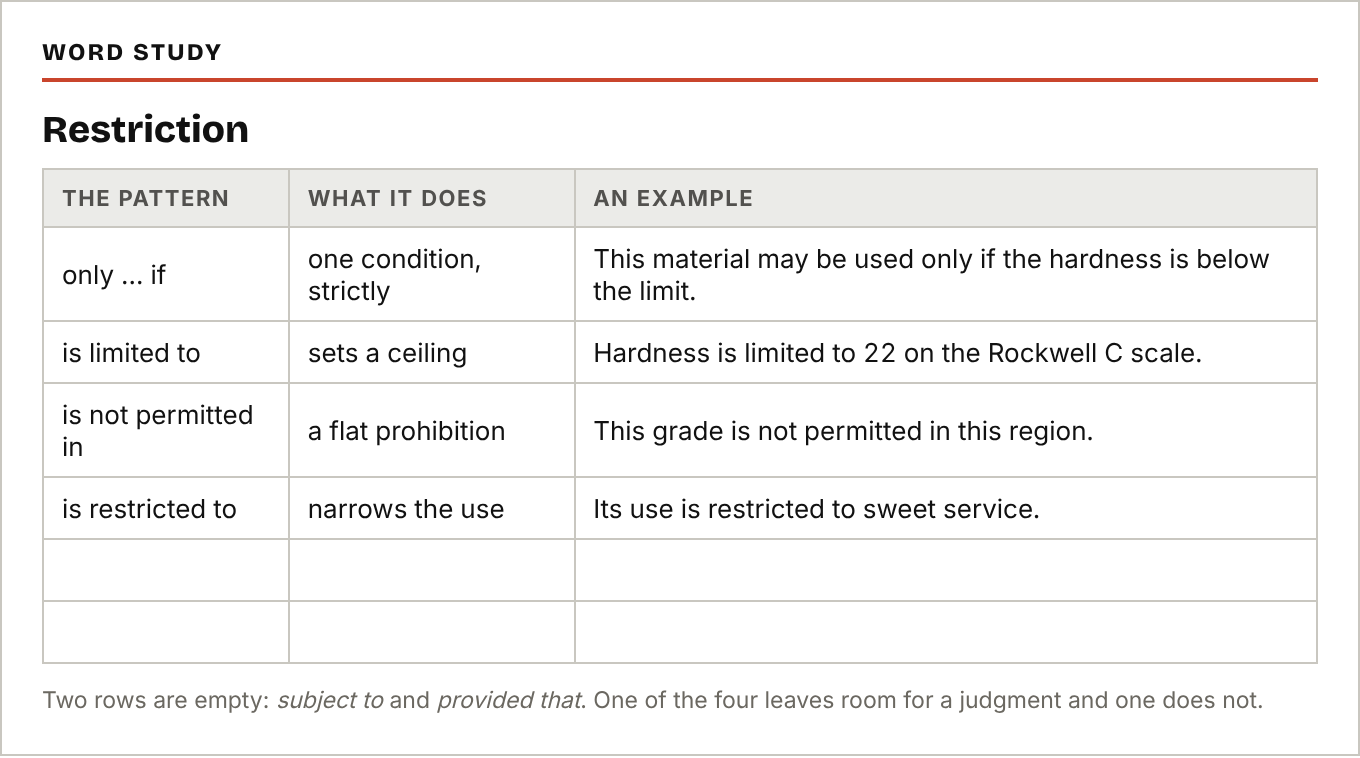 WORD STUDY
Restriction
THE PATTERN
WHAT IT DOES
AN EXAMPLE
only ... if
one condition,
strictly
This material may be used only if the hardness is below
the limit.
is limited to
sets a ceiling
Hardness is limited to 22 on the Rockwell C scale.
is not permitted
in
a flat prohibition
This grade is not permitted in this region.
is restricted to
narrows the use
Its use is restricted to sweet service.
Two rows are empty: subject to and provided that. One of the four leaves room for a judgment and one does not.